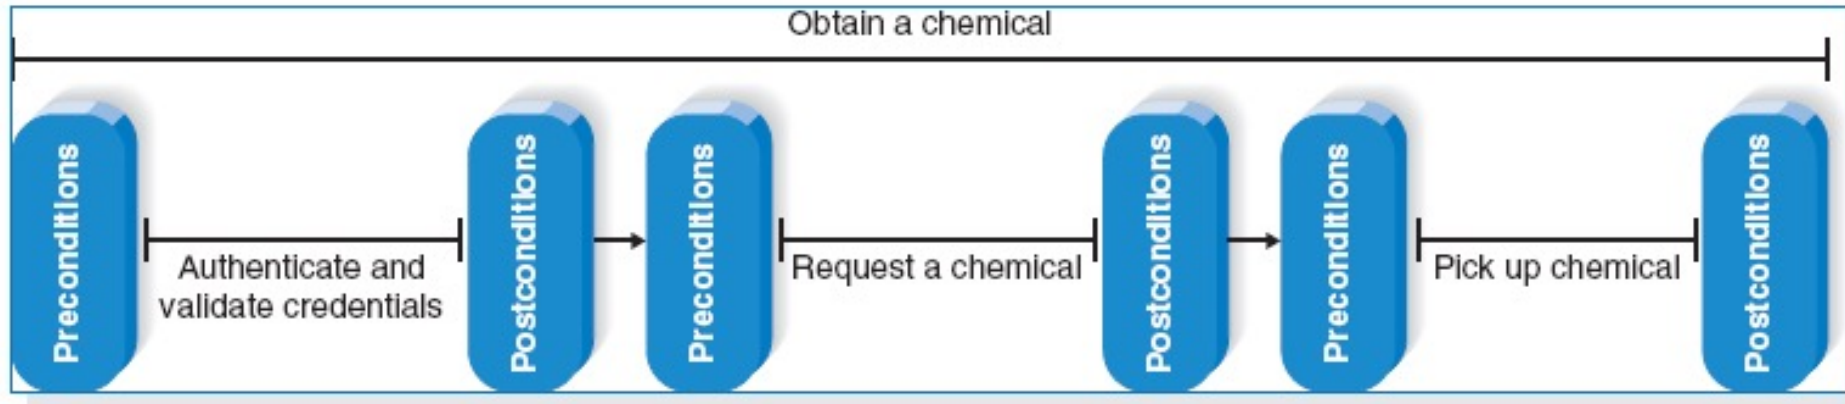 Obtain a chemical
Preconditions
Authenticate and
validate credentials
Postconditions
Preconditions
Request a chemical
Postconditions
Preconditions
Pick up chemical
Postconditions